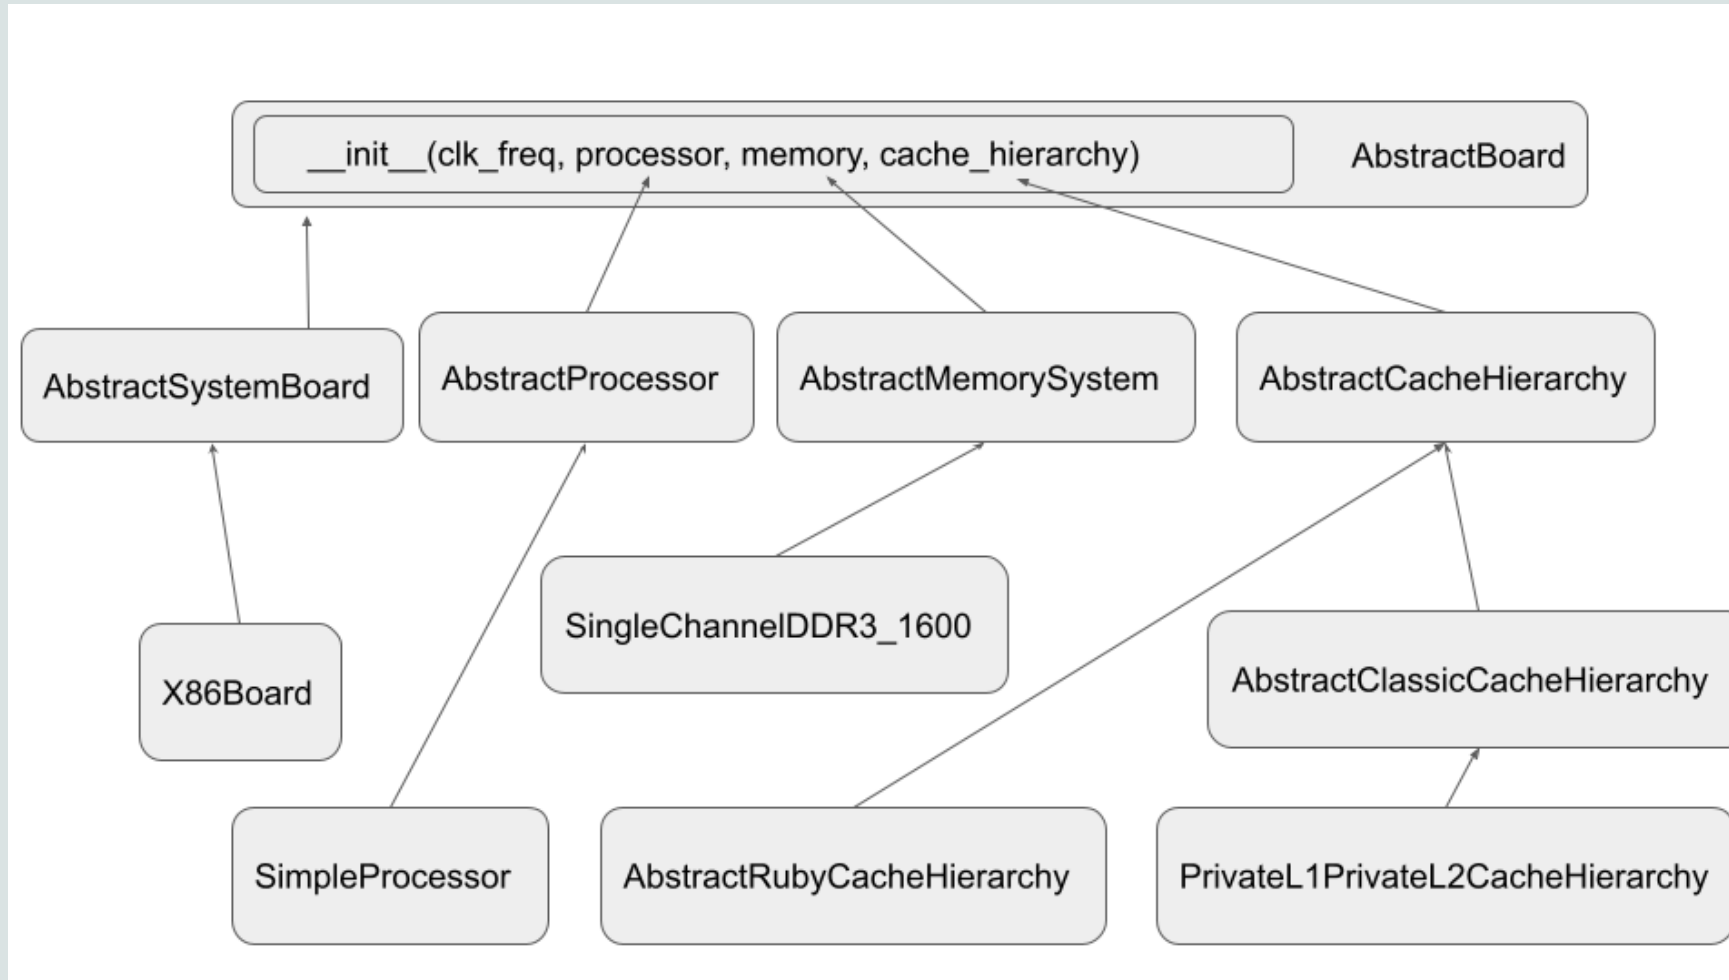 __init__(clk_freq, processor, memory, cache_hierarchy)
AbstractBoard
AbstractSystemBoard
AbstractProcessor
AbstractMemorySystem
AbstractCacheHierarchy
SingleChannelDDR3_1600
X86Board
AbstractClassicCacheHierarchy
SimpleProcessor
AbstractRubyCacheHierarchy
PrivateL1PrivateL2CacheHierarchy